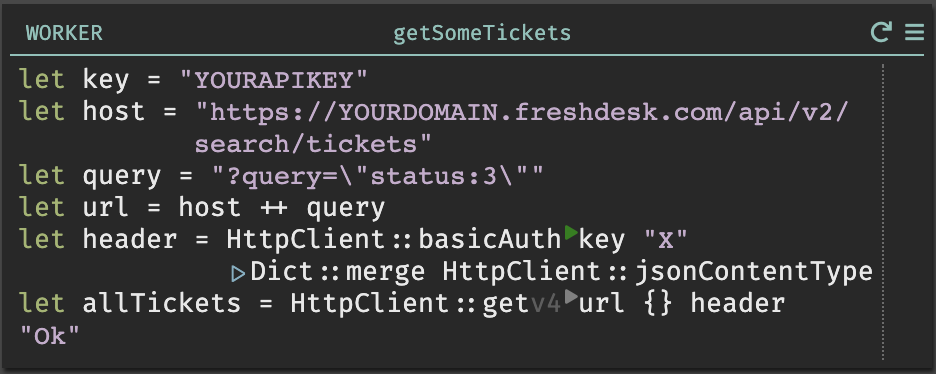 WORKER getSomeTickets
let key = "YOURAPIKEY"
let host = "https://YOURDOMAIN.freshdesk.com/api/v2/
search/tickets"
let query = "?query=\"status:3\""
let url = host ++ query
let header = HttpClient::basicAuth▶key "X"
▷Dict::merge HttpClient::jsonContentType
let allTickets = HttpClient::getv4▶url {} header
"Ok"